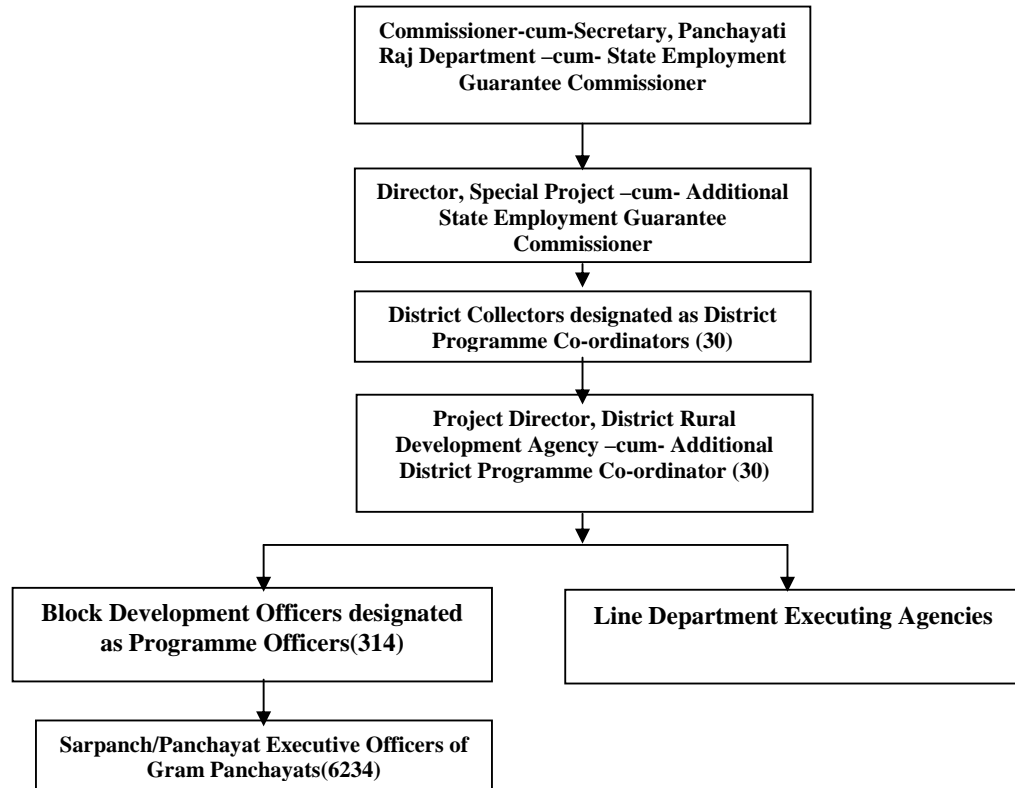 Commissioner-cum-Secretary, Panchayati
Raj Department –cum- State Employment
Guarantee Commissioner
Director, Special Project –cum- Additional
State Employment Guarantee
Commissioner
District Collectors designated as District
Programme Co-ordinators (30)
Project Director, District Rural
Development Agency –cum- Additional
District Programme Co-ordinator (30)
Block Development Officers designated
as Programme Officers(314)
Line Department Executing Agencies
Sarpanch/Panchayat Executive Officers of
Gram Panchayats(6234)